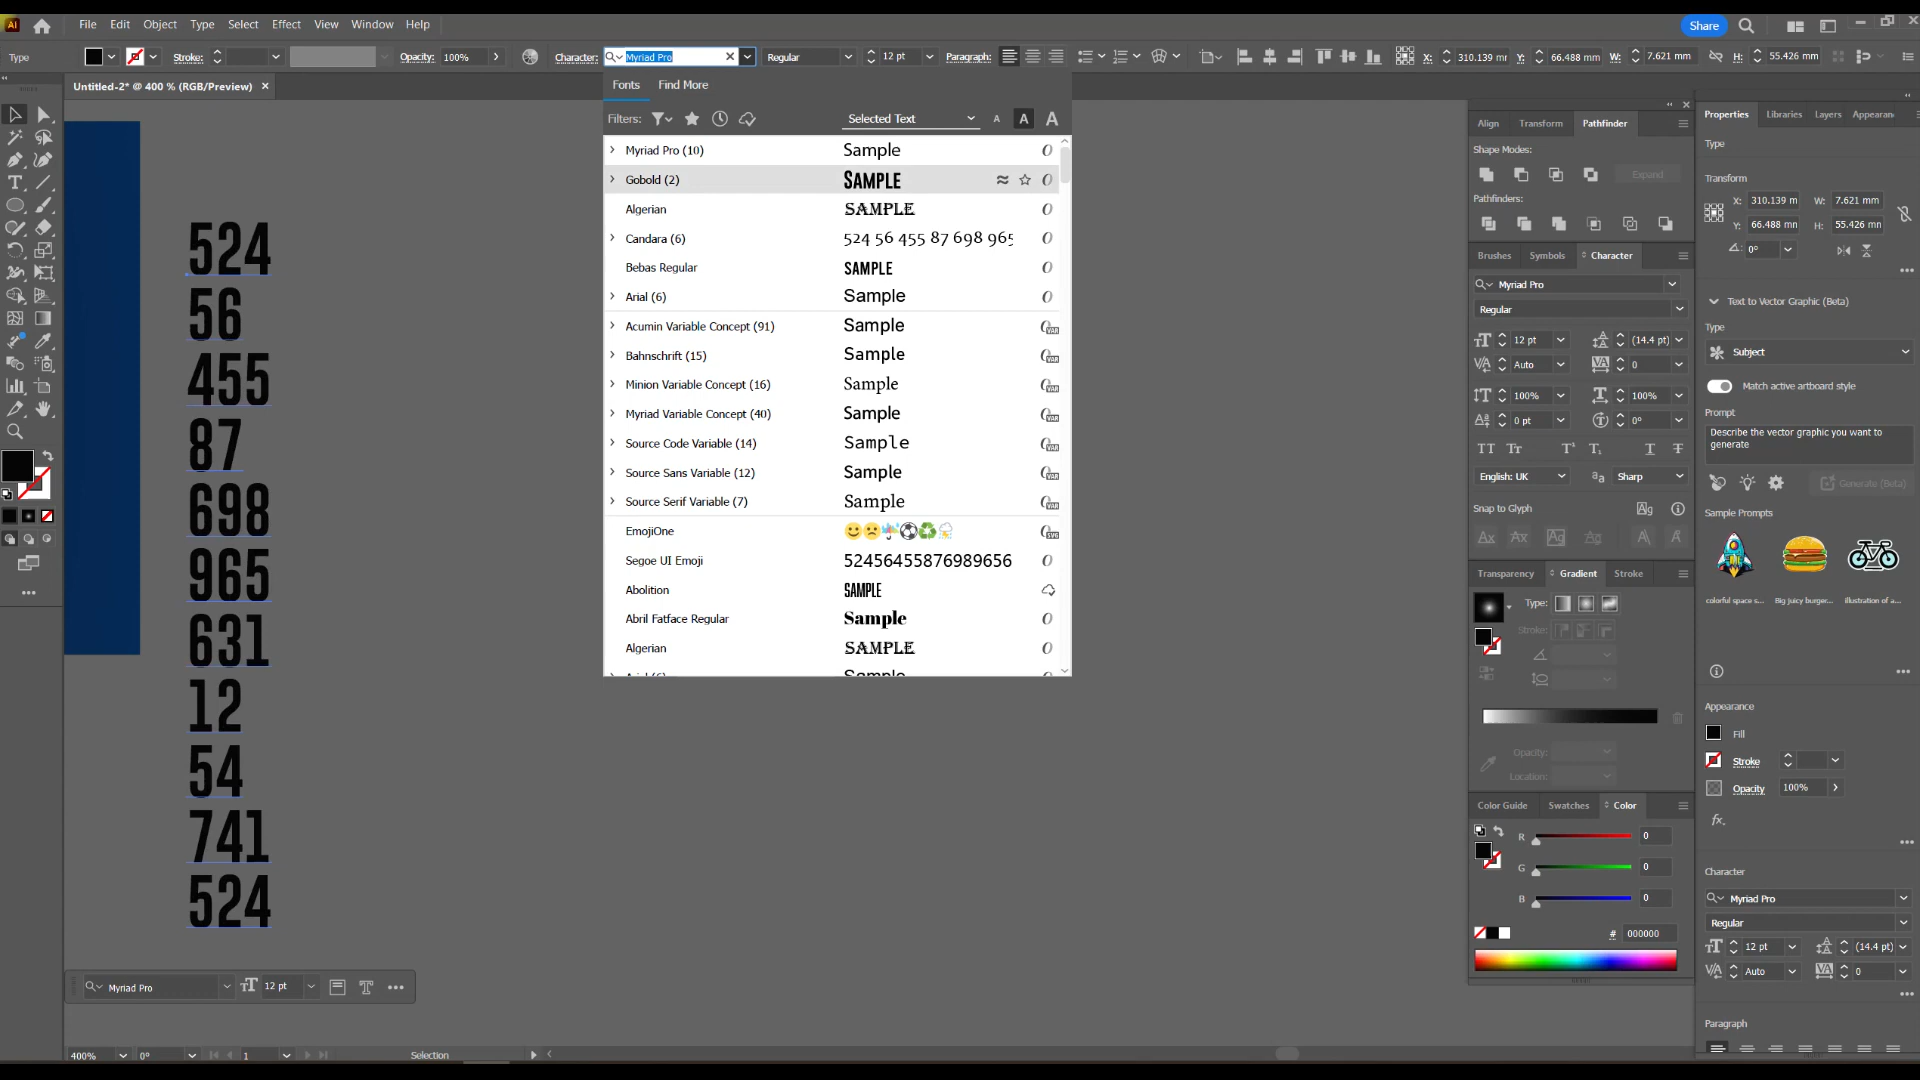 Ai File Edit Object Type Select Effect View Window Help Share
Type Stroke: Opacity: 100% Character: Myriad Pro Regular 12 pt Paragraph: X: 310.139 mr Y: 66.488 mm W: 7.621 mm H: 55.426 mm
Untitled-2* @ 400 % (RGB/Preview) ×
524
56
455
87
698
965
631
12
54
741
524
Myriad Pro 12 pt
400% 0° 1 Selection
Fonts Find More
Filters: Selected Text A A A
Myriad Pro (10) Sample
Gobold (2) SAMPLE
Algerian SAMPLE
Candara (6) 524 56 455 87 698 965
Bebas Regular SAMPLE
Arial (6) Sample
Acumin Variable Concept (91) Sample
Bahnschrift (15) Sample
Minion Variable Concept (16) Sample
Myriad Variable Concept (40) Sample
Source Code Variable (14) Sample
Source Sans Variable (12) Sample
Source Serif Variable (7) Sample
EmojiOne
Segoe UI Emoji 52456455876989656
Abolition SAMPLE
Abril Fatface Regular Sample
Algerian SAMPLE
Arial (6) Sample
Align Transform Pathfinder
Shape Modes:
Expand
Pathfinders:
Brushes Symbols Character
Myriad Pro
Regular
12 pt (14.4 pt)
Auto 0
100% 100%
0 pt 0°
English: UK Sharp
Snap to Glyph
Transparency Gradient Stroke
Type:
Stroke:
Opacity:
Location:
Color Guide Swatches Color
R 0
G 0
B 0
# 000000
Properties Libraries Layers Appearan
Type
Transform
X: 310.139 m W: 7.621 mm
Y: 66.488 mm H: 55.426 mn
0°
Text to Vector Graphic (Beta)
Type
Subject
Match active artboard style
Prompt
Describe the vector graphic you want to
generate
Generate (Beta)
Sample Prompts
colorful space s... Big juicy burger... illustration of a...
Appearance
Fill
Stroke
Opacity 100%
fx.
Character
Myriad Pro
Regular
12 pt (14.4 pt)
Auto 0
Paragraph